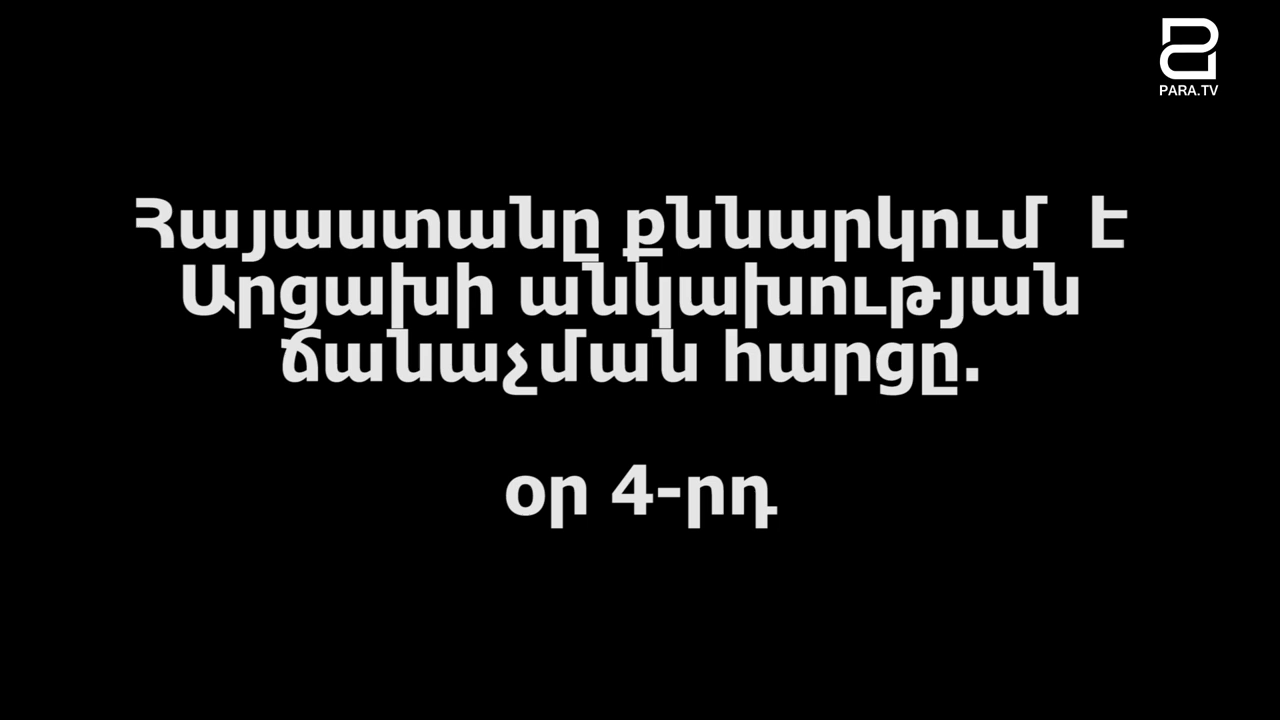 PARA.TV
Հայաստանը քննարկում է
Արցախի անկախության
ճանաչման հարցը.
օր 4-րդ